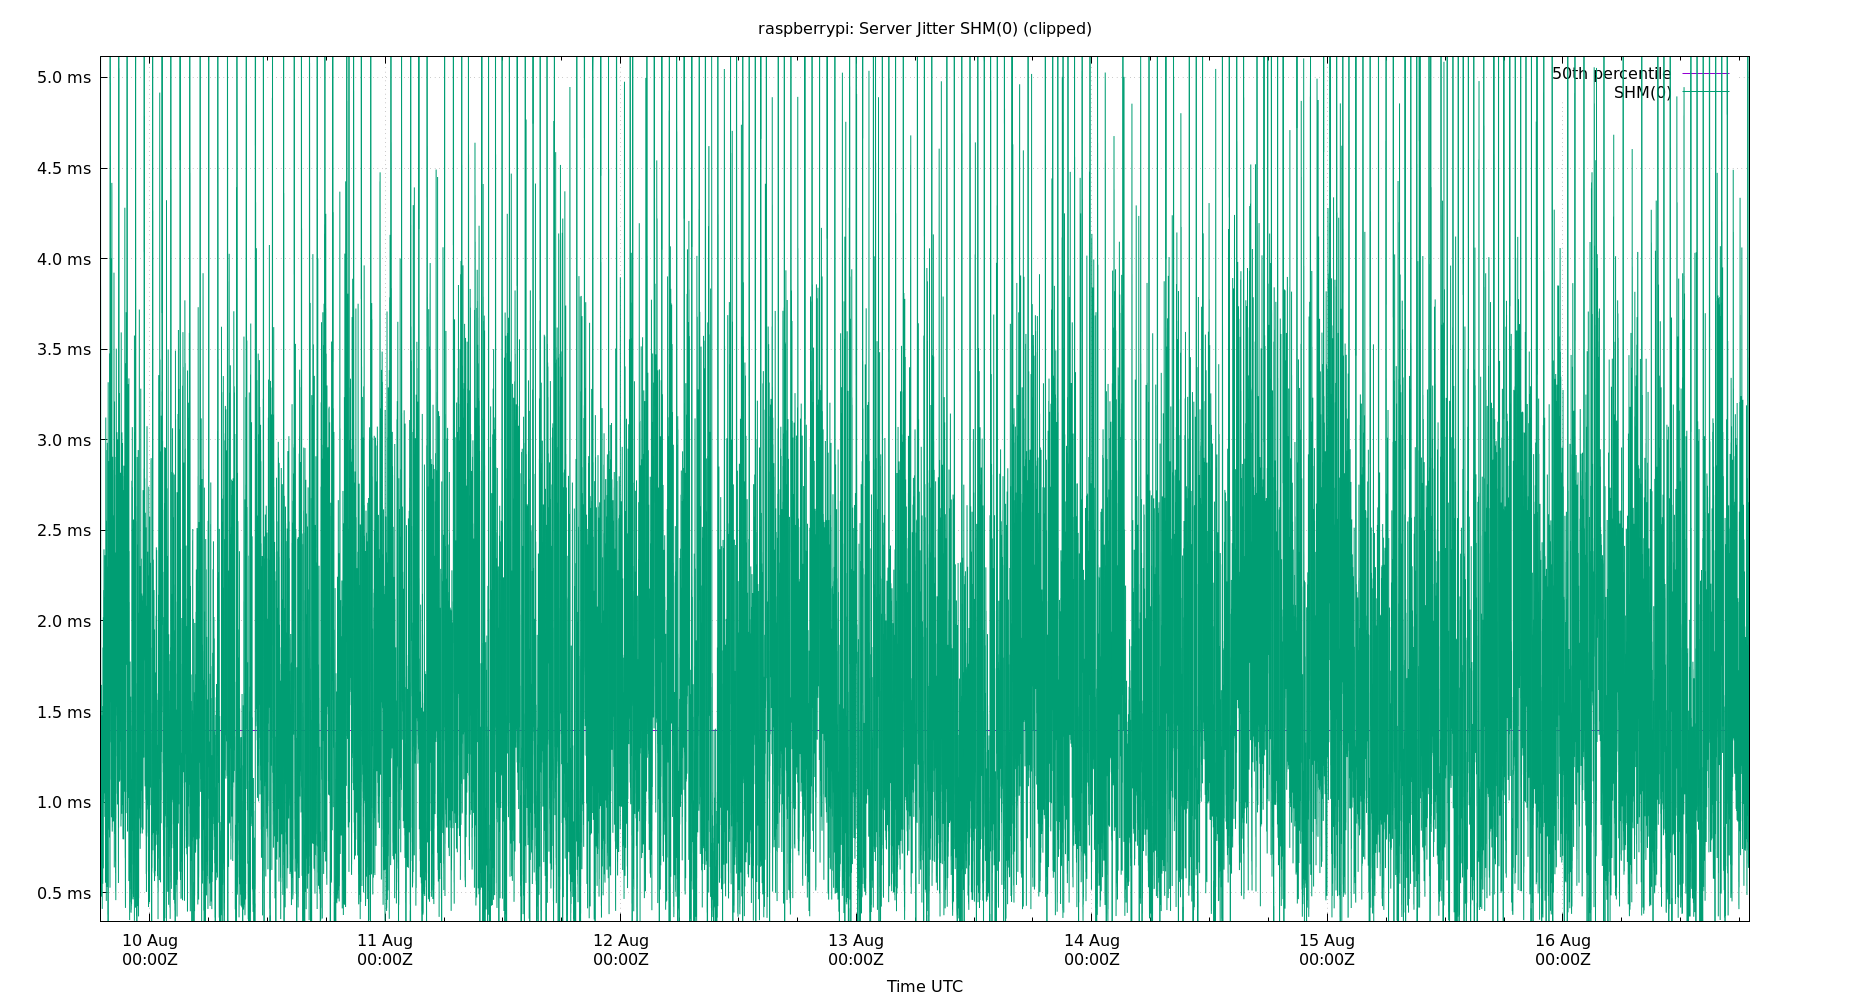 raspberrypi: Server Jitter SHM(0) (clipped)
5.0 ms
4.5 ms
4.0 ms
3.5 ms
3.0 ms
2.5 ms
2.0 ms
1.5 ms
1.0 ms
0.5 ms
50th percentile
SHM(0)
10 Aug
00:00Z
11 Aug
00:00Z
12 Aug
00:00Z
13 Aug
00:00Z
14 Aug
00:00Z
15 Aug
00:00Z
16 Aug
00:00Z
Time UTC